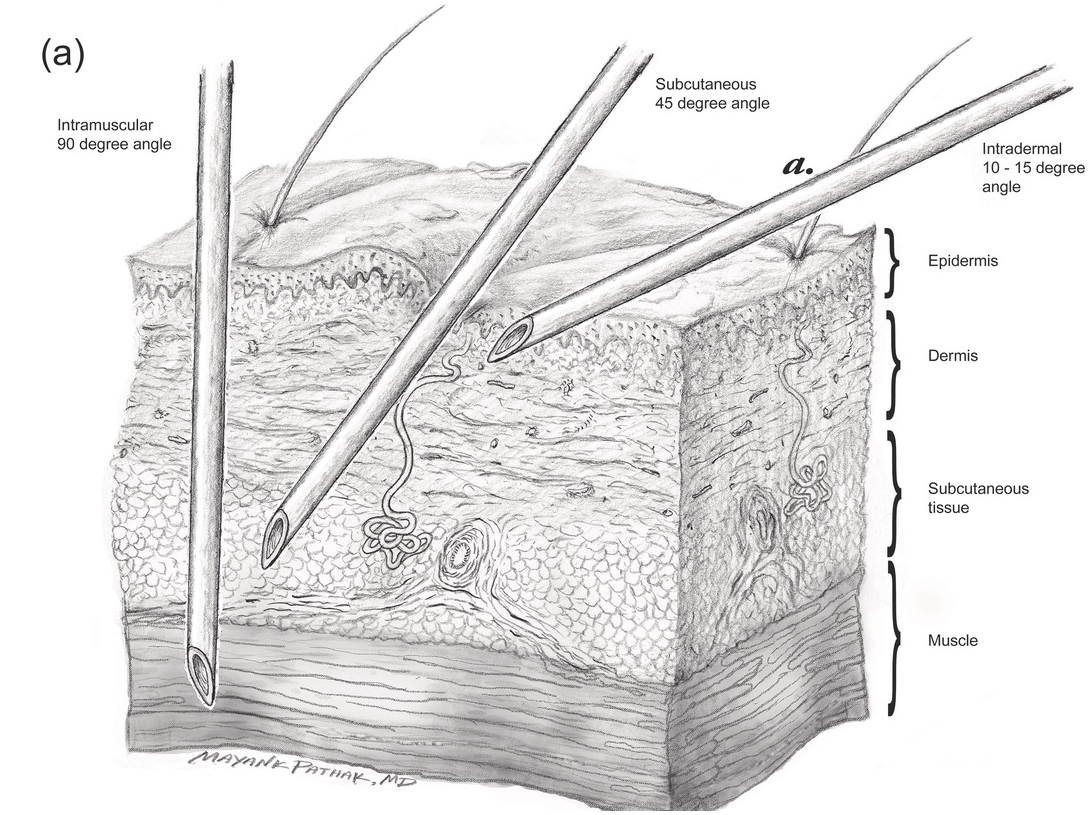 (a)
Subcutaneous
45 degree angle
Intramuscular
90 degree angle
a.
Intradermal
10 - 15 degree
angle
Epidermis
Dermis
Subcutaneous
tissue
Muscle
MAYANK PATHAK, MD